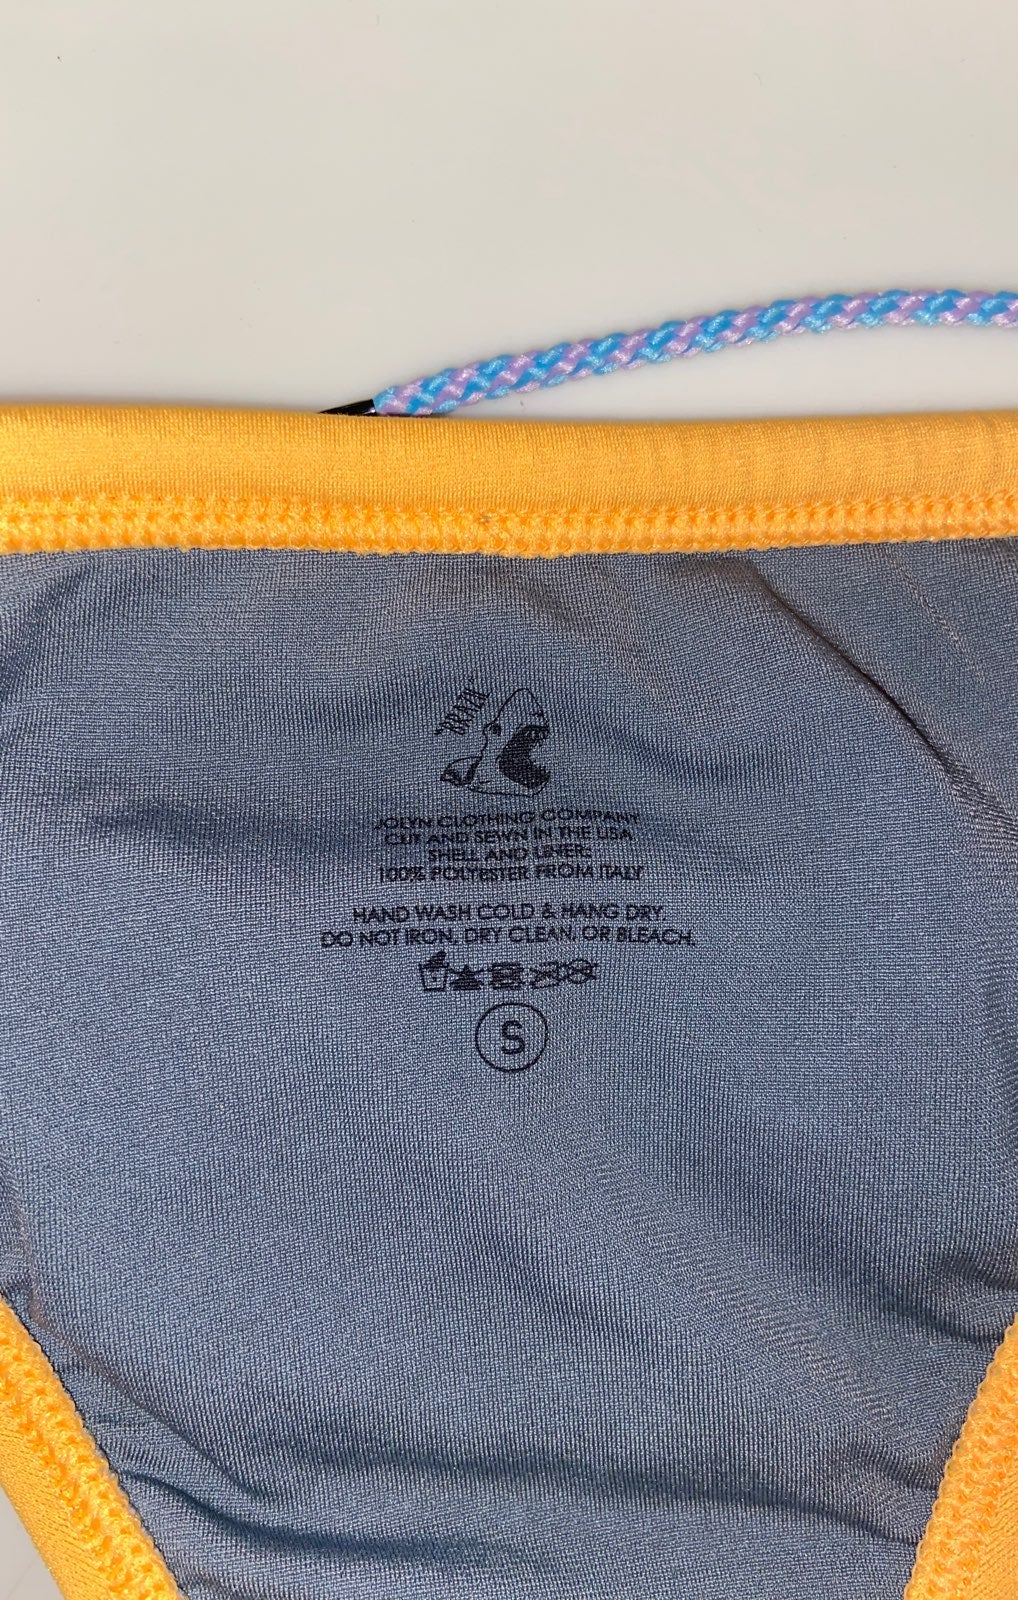 "BRAZN"
JOLYN CLOTHING COMPANY
CUT AND SEWN IN THE USA
SHELL AND LINER:
100% POLYESTER FROM ITALY
HAND WASH COLD & HANG DRY.
DO NOT IRON, DRY CLEAN, OR BLEACH.
S